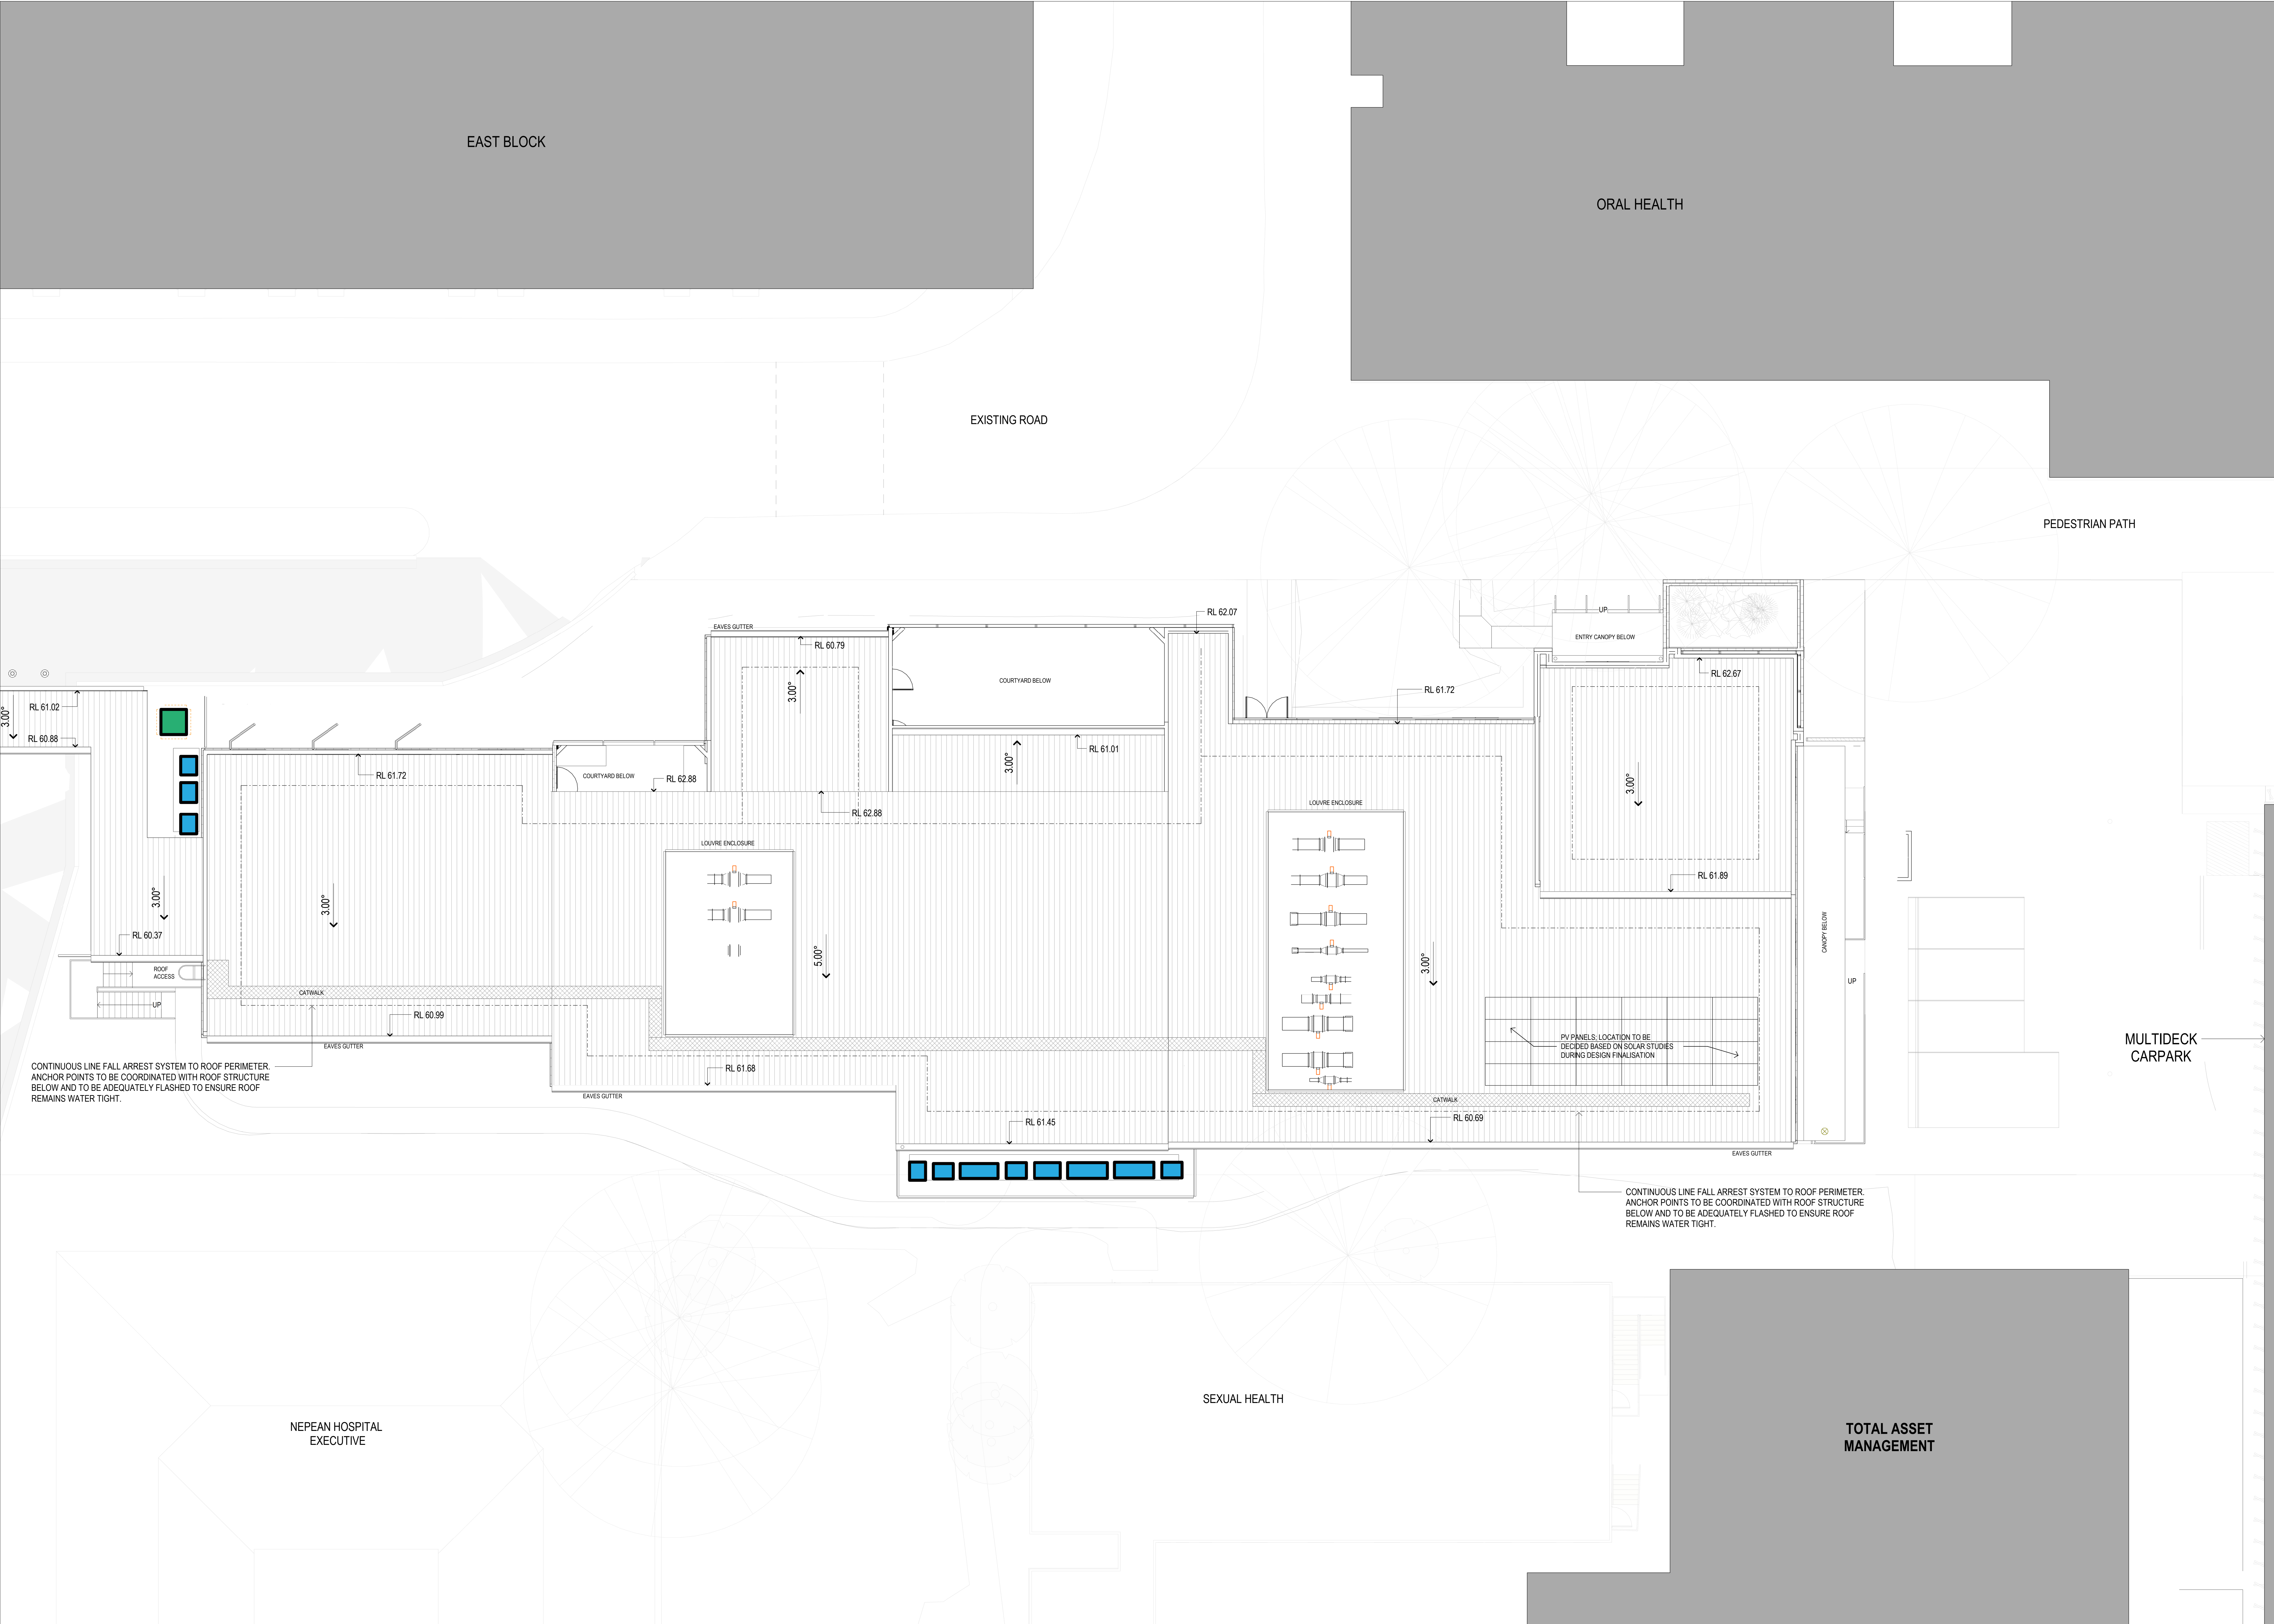 EAST BLOCK
ORAL HEALTH
EXISTING ROAD
PEDESTRIAN PATH
UP
ENTRY CANOPY BELOW
RL 62.07
EAVES GUTTER
RL 60.79
COURTYARD BELOW
RL 62.67
RL 61.72
3.00°
RL 61.02
3.00°
RL 60.88
RL 61.01
3.00°
RL 61.72
COURTYARD BELOW
RL 62.88
3.00°
LOUVRE ENCLOSURE
RL 62.88
LOUVRE ENCLOSURE
RL 61.89
3.00°
3.00°
RL 60.37
CANOPY BELOW
5.00°
3.00°
ROOF
ACCESS
UP
CATWALK
UP
RL 60.99
EAVES GUTTER
PV PANELS; LOCATION TO BE
DECIDED BASED ON SOLAR STUDIES
DURING DESIGN FINALISATION
MULTIDECK
CARPARK
CONTINUOUS LINE FALL ARREST SYSTEM TO ROOF PERIMETER.
ANCHOR POINTS TO BE COORDINATED WITH ROOF STRUCTURE
BELOW AND TO BE ADEQUATELY FLASHED TO ENSURE ROOF
REMAINS WATER TIGHT.
RL 61.68
EAVES GUTTER
CATWALK
RL 61.45
RL 60.69
EAVES GUTTER
CONTINUOUS LINE FALL ARREST SYSTEM TO ROOF PERIMETER.
ANCHOR POINTS TO BE COORDINATED WITH ROOF STRUCTURE
BELOW AND TO BE ADEQUATELY FLASHED TO ENSURE ROOF
REMAINS WATER TIGHT.
SEXUAL HEALTH
NEPEAN HOSPITAL
EXECUTIVE
TOTAL ASSET
MANAGEMENT